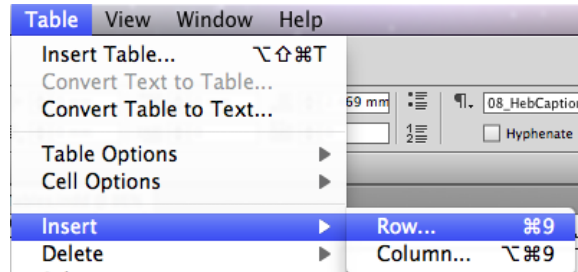 Table View Window Help
Insert Table... ⌥⇧⌘T
Convert Text to Table...
Convert Table to Text...
69 mm
08_HebCaption
Hyphenate
Table Options
Cell Options
Insert
Row... ⌘9
Delete
Column... ⌥⌘9